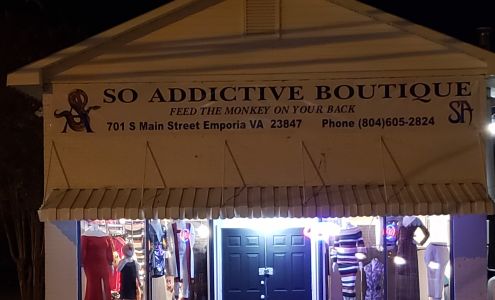 SO ADDICTIVE BOUTIQUE
FEED THE MONKEY ON YOUR BACK
701 S Main Street Emporia VA 23847 Phone (804)605-2824
SA